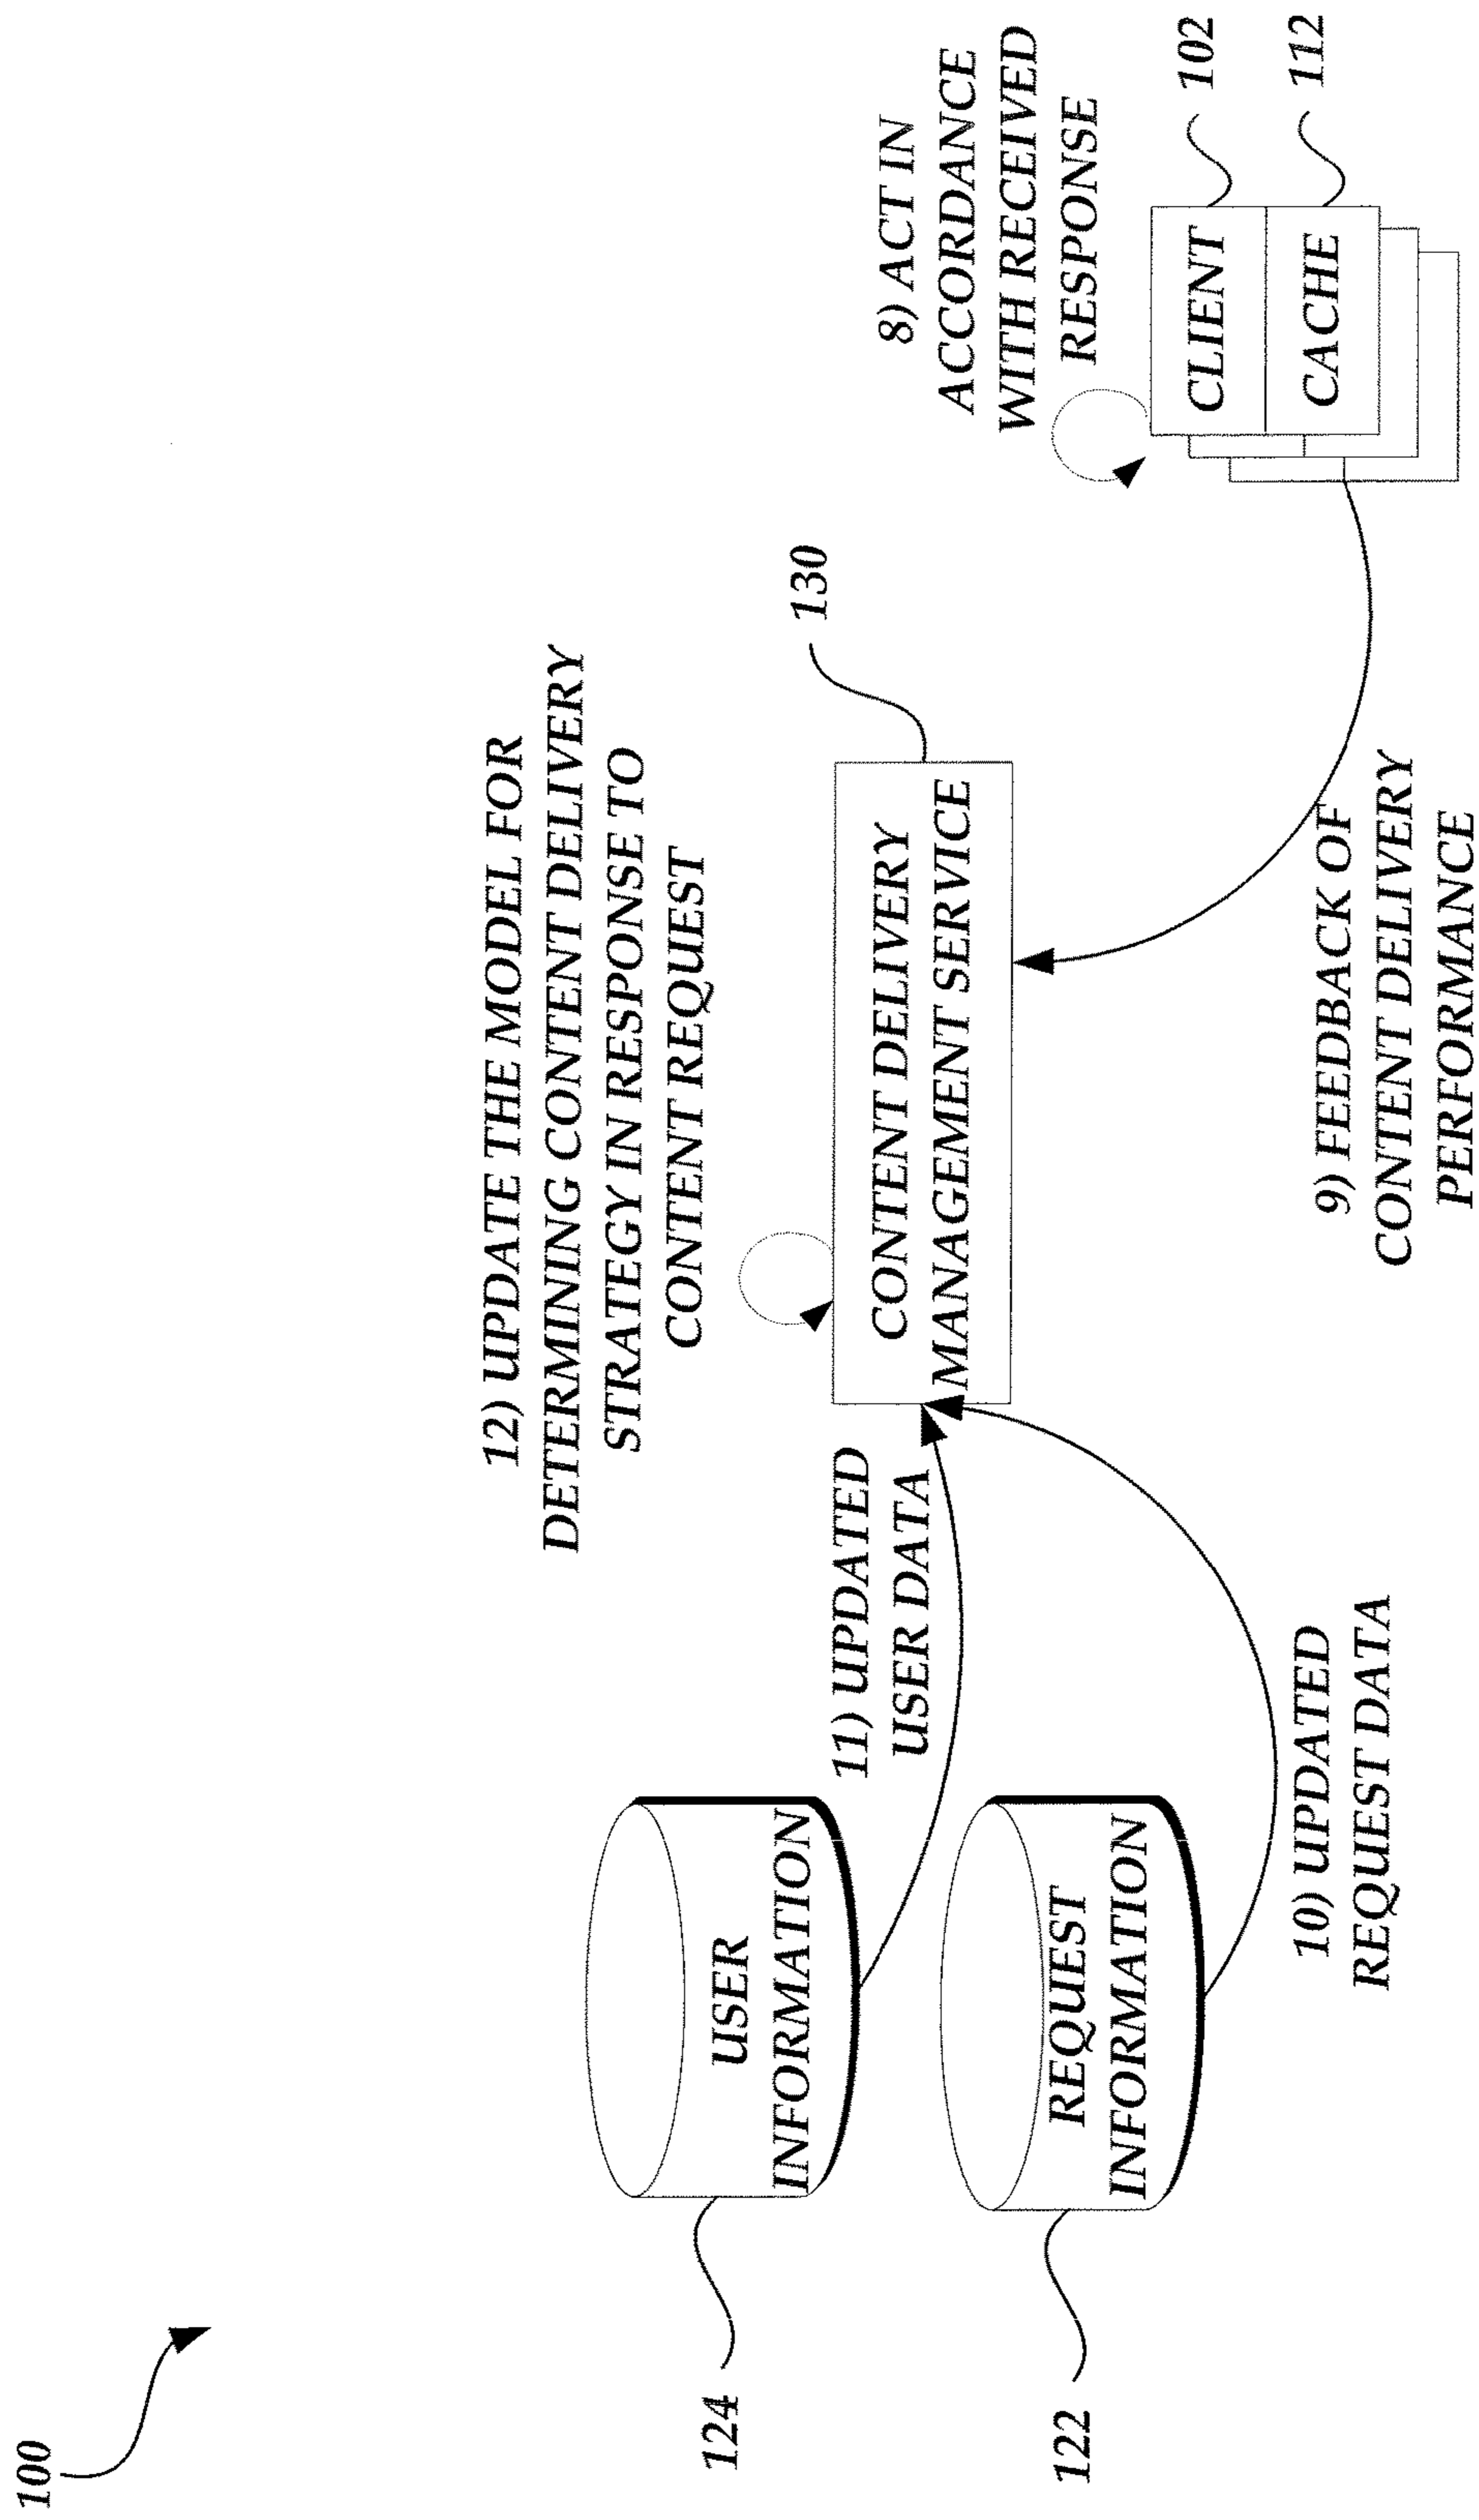 100
12) UPDATE THE MODEL FOR
DETERMINING CONTENT DELIVERY
STRATEGY IN RESPONSE TO
CONTENT REQUEST
124
USER
INFORMATION
11) UPDATED
USER DATA
130
CONTENT DELIVERY
MANAGEMENT SERVICE
8) ACT IN
ACCORDANCE
WITH RECEIVED
RESPONSE
122
REQUEST
INFORMATION
10) UPDATED
REQUEST DATA
9) FEEDBACK OF
CONTENT DELIVERY
PERFORMANCE
CLIENT
102
CACHE
112